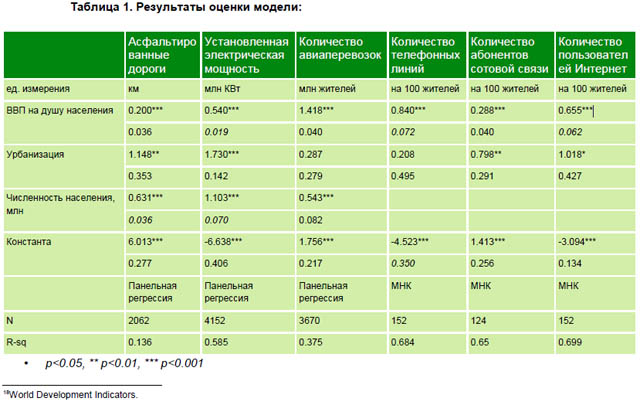 Таблица 1. Результаты оценки модели:
Асфальтиро Установленная Количество Количество Количество Количество
ванные электрическая авиаперевозок телефонных абонентов пользовател
дороги мощность линий сотовой связи ей Интернет
ед. измерения км млн КВт млн жителей на 100 жителей на 100 жителей на 100 жителей
ВВП на душу населения 0.200*** 0.540*** 1.418*** 0.840*** 0.288*** 0.655***
0.036 0.019 0.040 0.072 0.040 0.062
Урбанизация 1.148** 1.730*** 0.287 0.208 0.798** 1.018*
0.353 0.142 0.279 0.495 0.291 0.427
Численность населения, 0.631*** 1.103*** 0.543***
млн 0.036 0.070 0.082
Константа 6.013*** -6.638*** 1.756*** -4.523*** 1.413*** -3.094***
0.277 0.406 0.217 0.350 0.256 0.134
Панельная Панельная Панельная МНК МНК МНК
регрессия регрессия регрессия
N 2062 4152 3670 152 124 152
R-sq 0.136 0.585 0.375 0.684 0.65 0.699
• p<0.05, ** p<0.01, *** p<0.001
18World Development Indicators.